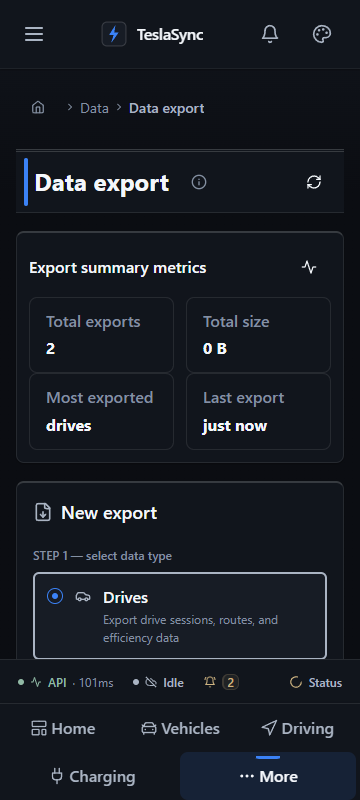 TeslaSync
Data
Data export
Data export
Export summary metrics
Total exports
2
Total size
0 B
Most exported
drives
Last export
just now
New export
STEP 1 — select data type
Drives
Export drive sessions, routes, and
efficiency data
API · 101ms
Idle
2
Status
Home
Vehicles
Driving
Charging
More